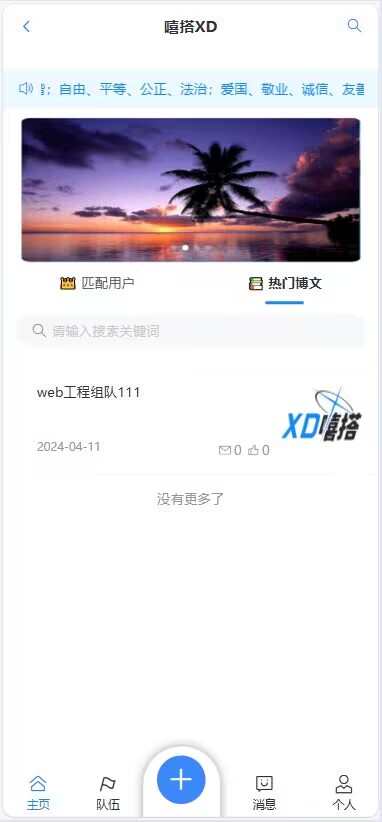 嘻搭XD
自由、平等、公正、法治；爱国、敬业、诚信、友善
匹配用户
热门博文
请输入搜索关键词
web工程组队111
XD嘻搭
2024-04-11
0
0
没有更多了
主页
队伍
消息
个人